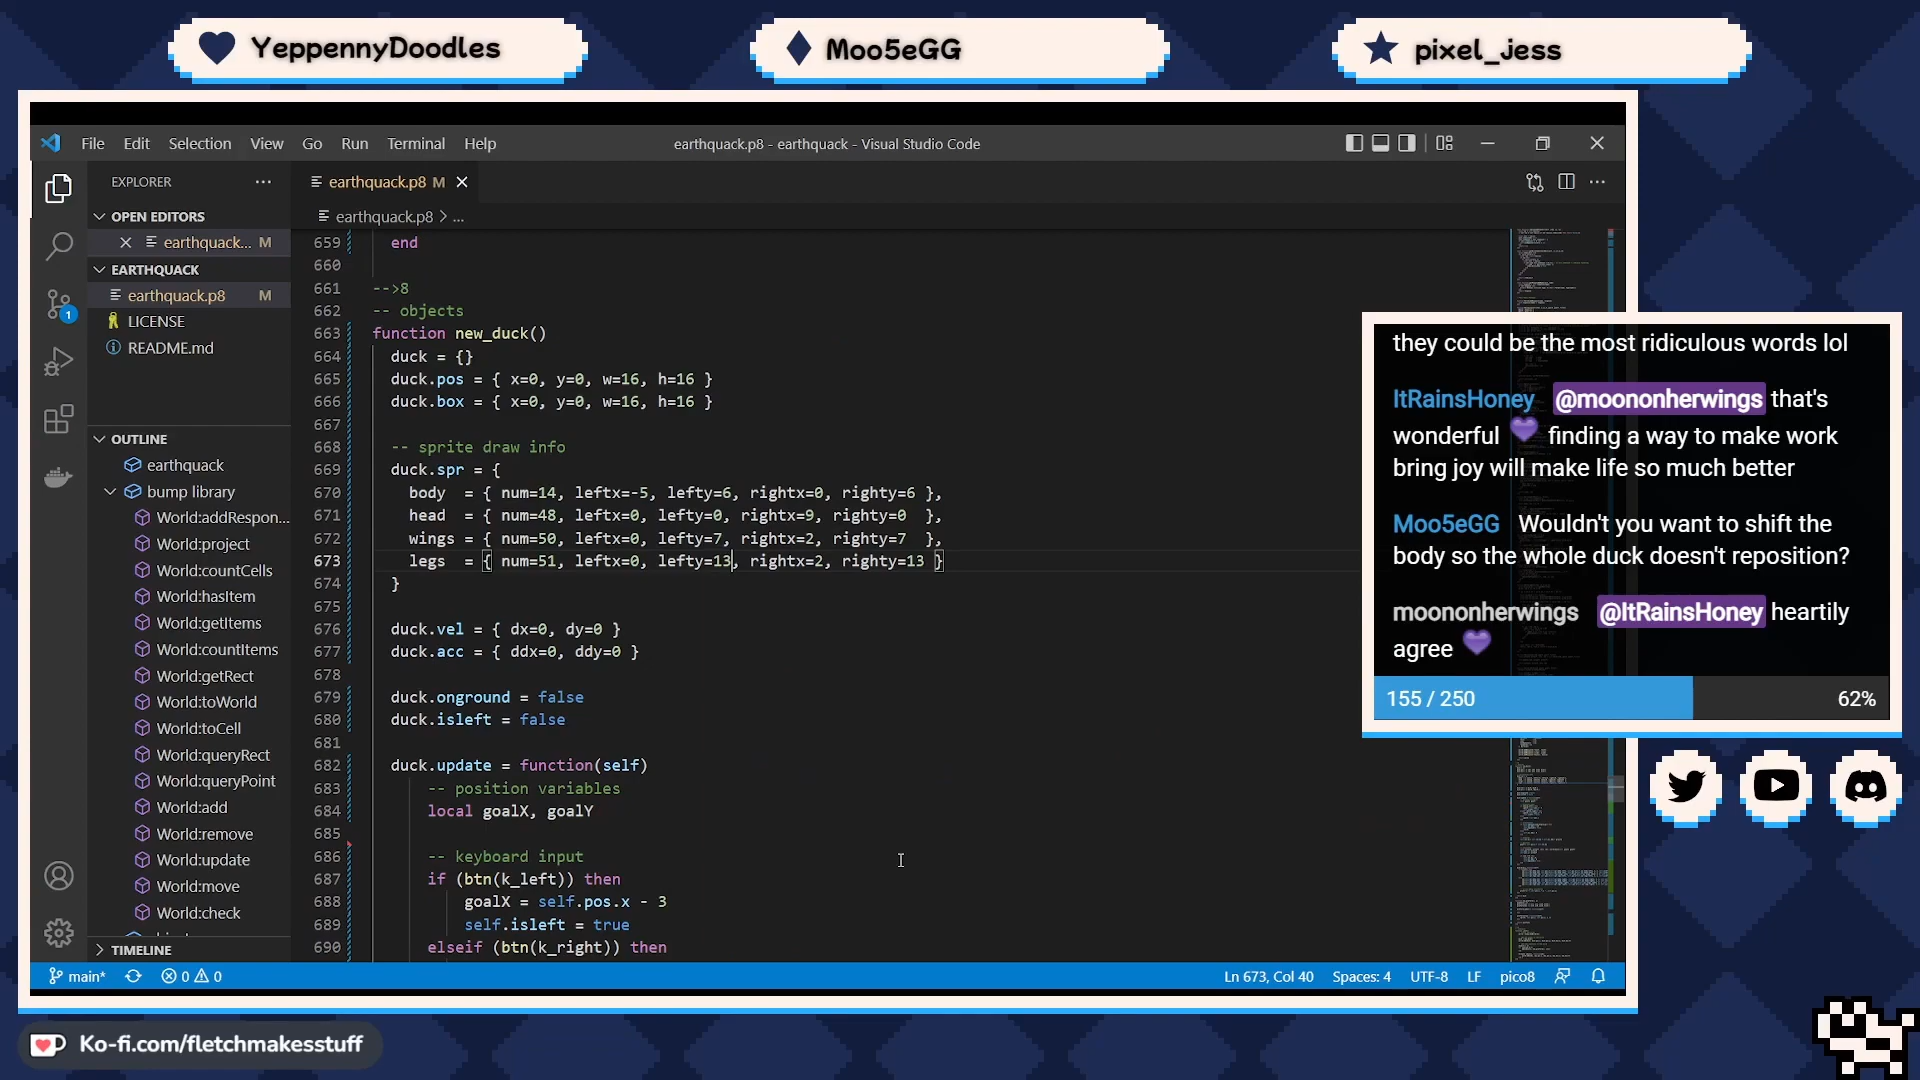 YeppennyDoodles
Moo5eGG
pixel_jess
File Edit Selection View Go Run Terminal Help
earthquack.p8 - earthquack - Visual Studio Code
EXPLORER
OPEN EDITORS
earthquack... M
EARTHQUACK
earthquack.p8 M
LICENSE
README.md
OUTLINE
earthquack
bump library
World:addRespon...
World:project
World:countCells
World:hasItem
World:getItems
World:countItems
World:getRect
World:toWorld
World:toCell
World:queryRect
World:queryPoint
World:add
World:remove
World:update
World:move
World:check
TIMELINE
earthquack.p8 M
earthquack.p8 > ...
659 end
660
661 -->8
662 -- objects
663 function new_duck()
664 duck = {}
665 duck.pos = { x=0, y=0, w=16, h=16 }
666 duck.box = { x=0, y=0, w=16, h=16 }
667
668 -- sprite draw info
669 duck.spr = {
670 body = { num=14, leftx=-5, lefty=6, rightx=0, righty=6 },
671 head = { num=48, leftx=0, lefty=0, rightx=9, righty=0 },
672 wings = { num=50, leftx=0, lefty=7, rightx=2, righty=7 },
673 legs = { num=51, leftx=0, lefty=13, rightx=2, righty=13 }
674 }
675
676 duck.vel = { dx=0, dy=0 }
677 duck.acc = { ddx=0, ddy=0 }
678
679 duck.onground = false
680 duck.isleft = false
681
682 duck.update = function(self)
683 -- position variables
684 local goalX, goalY
685
686 -- keyboard input
687 if (btn(k_left)) then
688 goalX = self.pos.x - 3
689 self.isleft = true
690 elseif (btn(k_right)) then
they could be the most ridiculous words lol
ItRainsHoney @moononherwings that's
wonderful 💜 finding a way to make work
bring joy will make life so much better
Moo5eGG Wouldn't you want to shift the
body so the whole duck doesn't reposition?
moononherwings @ItRainsHoney heartily
agree 💜
155 / 250 62%
1
main* 0 0 Ln 673, Col 40 Spaces: 4 UTF-8 LF pico8
Ko-fi.com/fletchmakesstuff